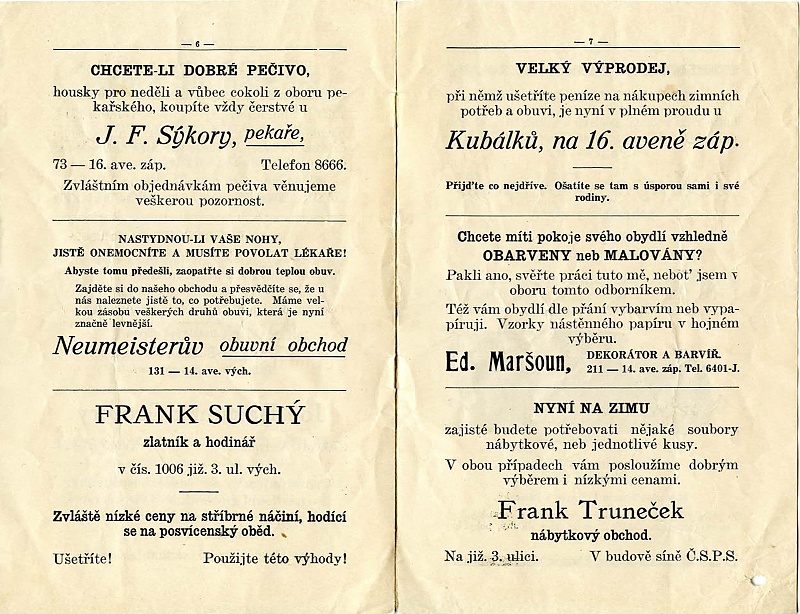 — 6 —
CHCETE-LI DOBRÉ PEČIVO,
housky pro neděli a vůbec cokoli z oboru pe-
kařského, koupíte vždy čerstvé u
J. F. Sýkory, pekaře,
73 — 16. ave. záp. Telefon 8666.
Zvláštním objednávkám pečiva věnujeme
veškerou pozornost.
NASTYDNOU-LI VAŠE NOHY,
JISTĚ ONEMOCNÍTE A MUSÍTE POVOLAT LÉKAŘE!
Abyste tomu předešli, zaopatřte si dobrou teplou obuv.
Zajděte si do našeho obchodu a přesvědčíte se, že u
nás naleznete jistě to, co potřebujete. Máme vel-
kou zásobu veškerých druhů obuvi, která je nyní
značně levnější.
Neumeisterův obuvní obchod
131 — 14. ave. vých.
FRANK SUCHÝ
zlatník a hodinář
v čís. 1006 již. 3. ul. vých.
Zvláště nízké ceny na stříbrné náčiní, hodící
se na posvícenský oběd.
Ušetříte! Použijte této výhody!
— 7 —
VELKÝ VÝPRODEJ,
při němž ušetříte peníze na nákupech zimních
potřeb a obuvi, je nyní v plném proudu u
Kubálků, na 16. aveně záp.
Přijďte co nejdříve. Ošatíte se tam s úsporou sami i své
rodiny.
Chcete míti pokoje svého obydlí vzhledně
OBARVENY neb MALOVÁNY?
Pakli ano, svěřte práci tuto mě, neboť jsem v
oboru tomto odborníkem.
Též vám obydlí dle přání vybarvím neb vypa-
píruji. Vzorky nástěnného papíru v hojném
výběru.
Ed. Maršoun, DEKORÁTOR A BARVÍŘ.
211 — 14. ave. záp. Tel. 6401-J.
NYNÍ NA ZIMU
zajisté budete potřebovati nějaké soubory
nábytkové, neb jednotlivé kusy.
V obou případech vám posloužíme dobrým
výběrem i nízkými cenami.
Frank Truneček
nábytkový obchod.
Na již. 3. ulici. V budově síně Č.S.P.S.